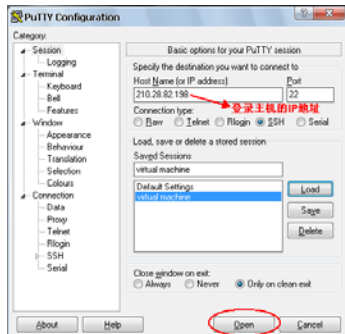 PuTTY Configuration
Category:
Session
Logging
Terminal
Keyboard
Bell
Features
Window
Appearance
Behaviour
Translation
Selection
Colours
Connection
Data
Proxy
Telnet
Rlogin
SSH
Serial
Basic options for your PuTTY session
Specify the destination you want to connect to
Host Name (or IP address) Port
210.28.82.198 22
登录主机的IP地址
Connection type:
Raw Telnet Rlogin SSH Serial
Load, save or delete a stored session
Saved Sessions
virtual machine
Default Settings
virtual machine
Load
Save
Delete
Close window on exit:
Always Never Only on clean exit
About Help Open Cancel